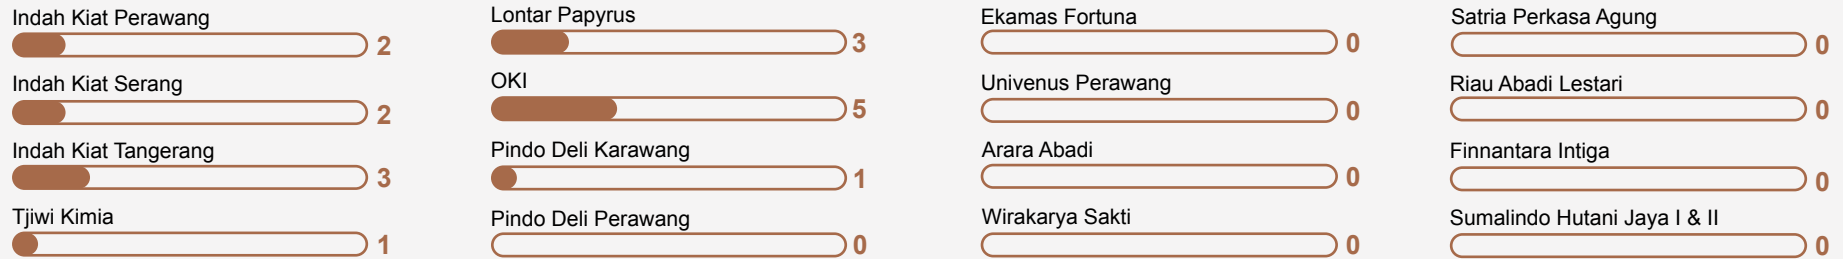 Indah Kiat Perawang
2
Indah Kiat Serang
2
Indah Kiat Tangerang
3
Tjiwi Kimia
1
Lontar Papyrus
3
OKI
5
Pindo Deli Karawang
1
Pindo Deli Perawang
0
Ekamas Fortuna
0
Univenus Perawang
0
Arara Abadi
0
Wirakarya Sakti
0
Satria Perkasa Agung
0
Riau Abadi Lestari
0
Finnantara Intiga
0
Sumalindo Hutani Jaya I & II
0